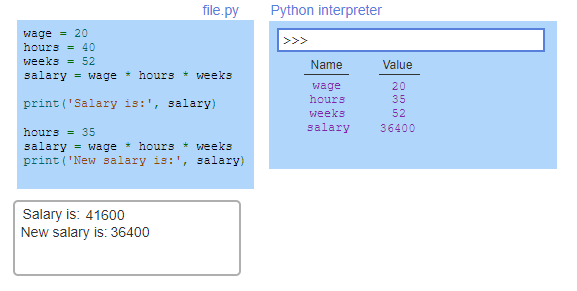 file.py
wage = 20
hours = 40
weeks = 52
salary = wage * hours * weeks
print('Salary is:', salary)
hours = 35
salary = wage * hours * weeks
print('New salary is:', salary)
Python interpreter
>>>
Name Value
wage 20
hours 35
weeks 52
salary 36400
Salary is: 41600
New salary is: 36400